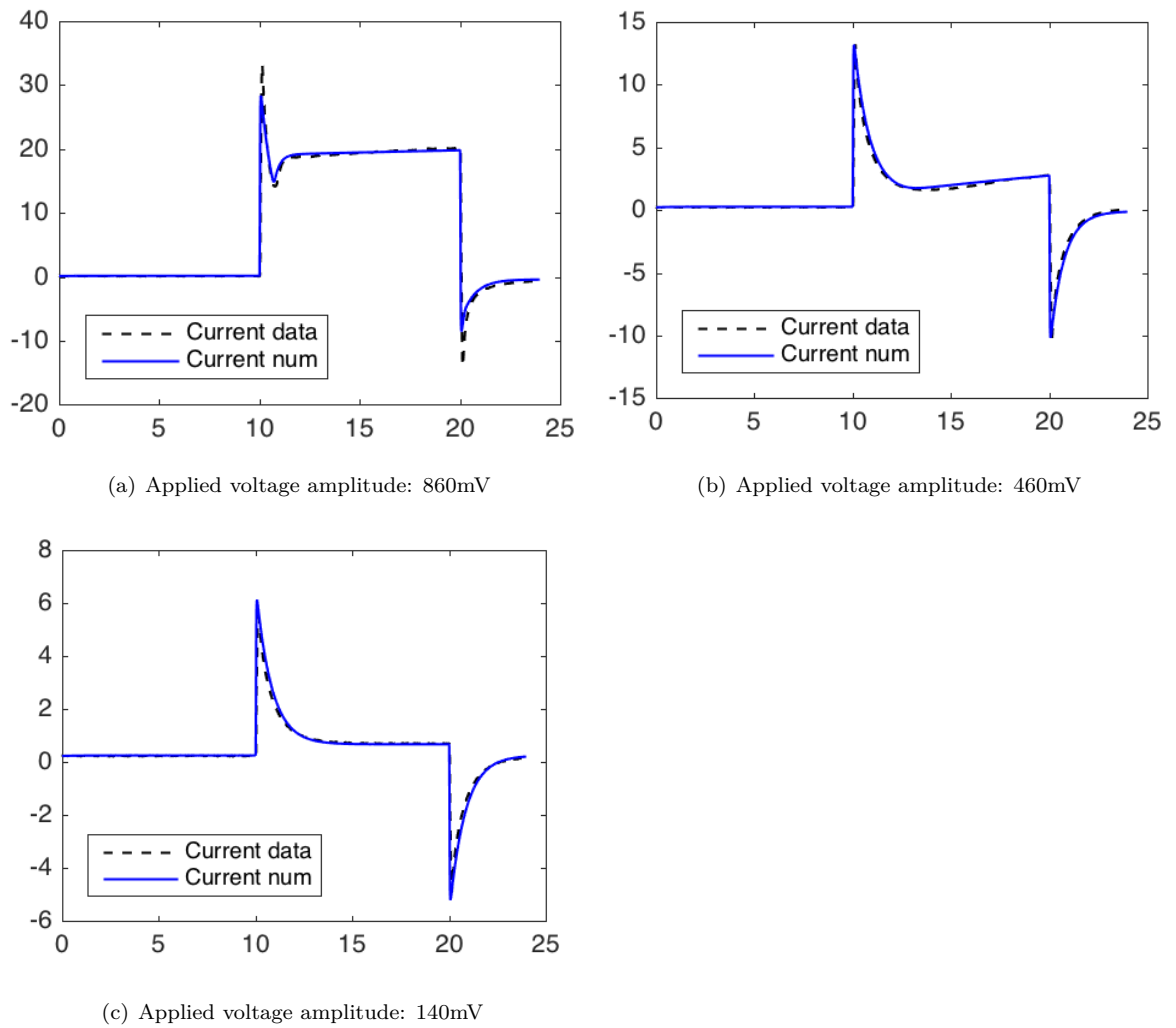 40
30
20
10
0
-10
-20
0 5 10 15 20 25
Current data
Current num
(a) Applied voltage amplitude: 860mV
15
10
5
0
-5
-10
-15
0 5 10 15 20 25
Current data
Current num
(b) Applied voltage amplitude: 460mV
8
6
4
2
0
-2
-4
-6
0 5 10 15 20 25
Current data
Current num
(c) Applied voltage amplitude: 140mV